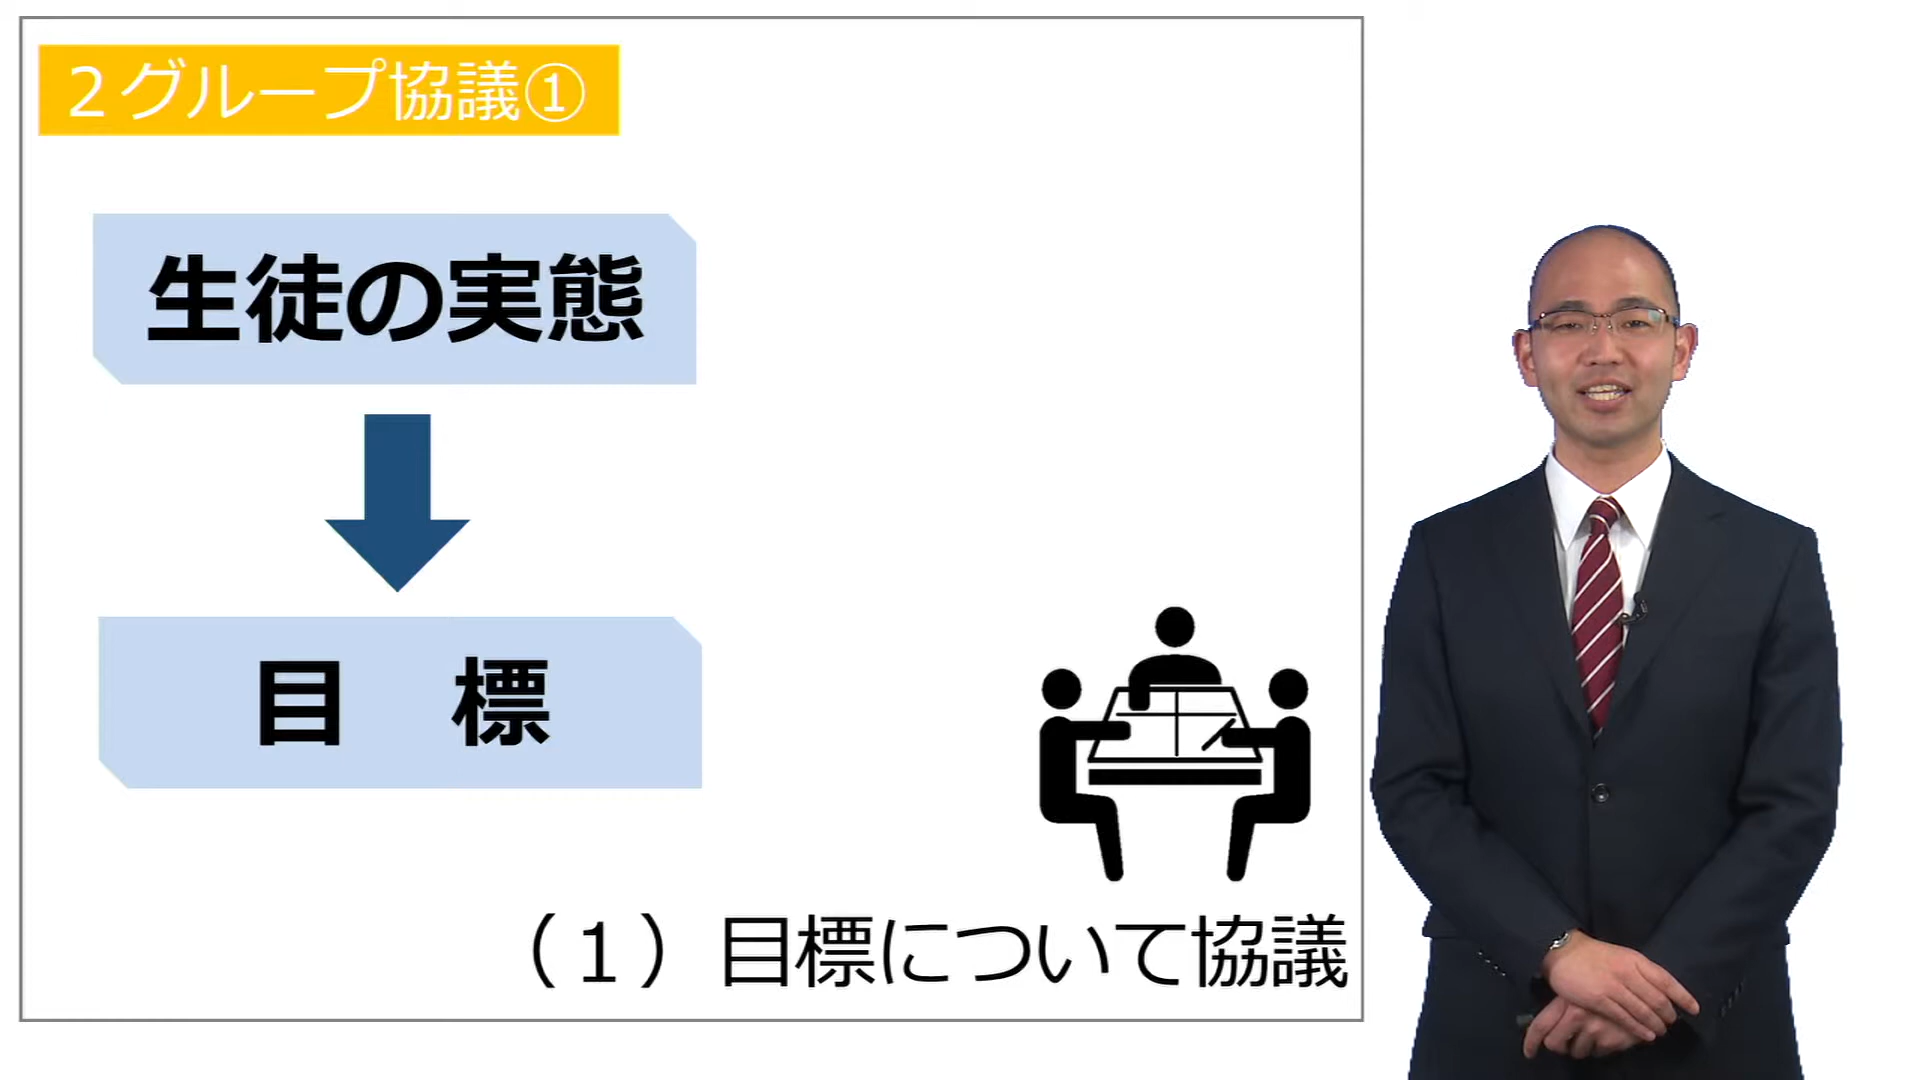 ２グループ協議①
生徒の実態
目　標
（１）目標について協議